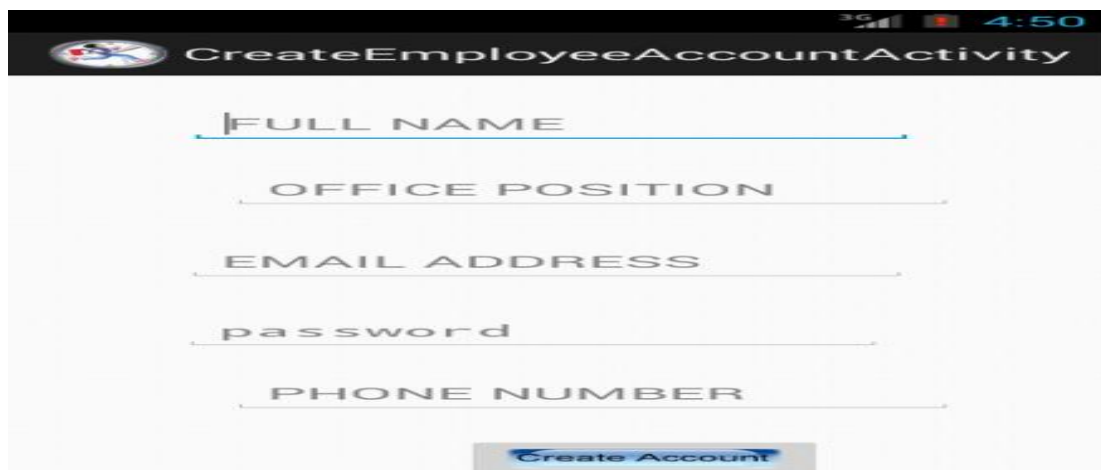 3G 4:50
CreateEmployeeAccountActivity
FULL NAME
OFFICE POSITION
EMAIL ADDRESS
password
PHONE NUMBER
Create Account